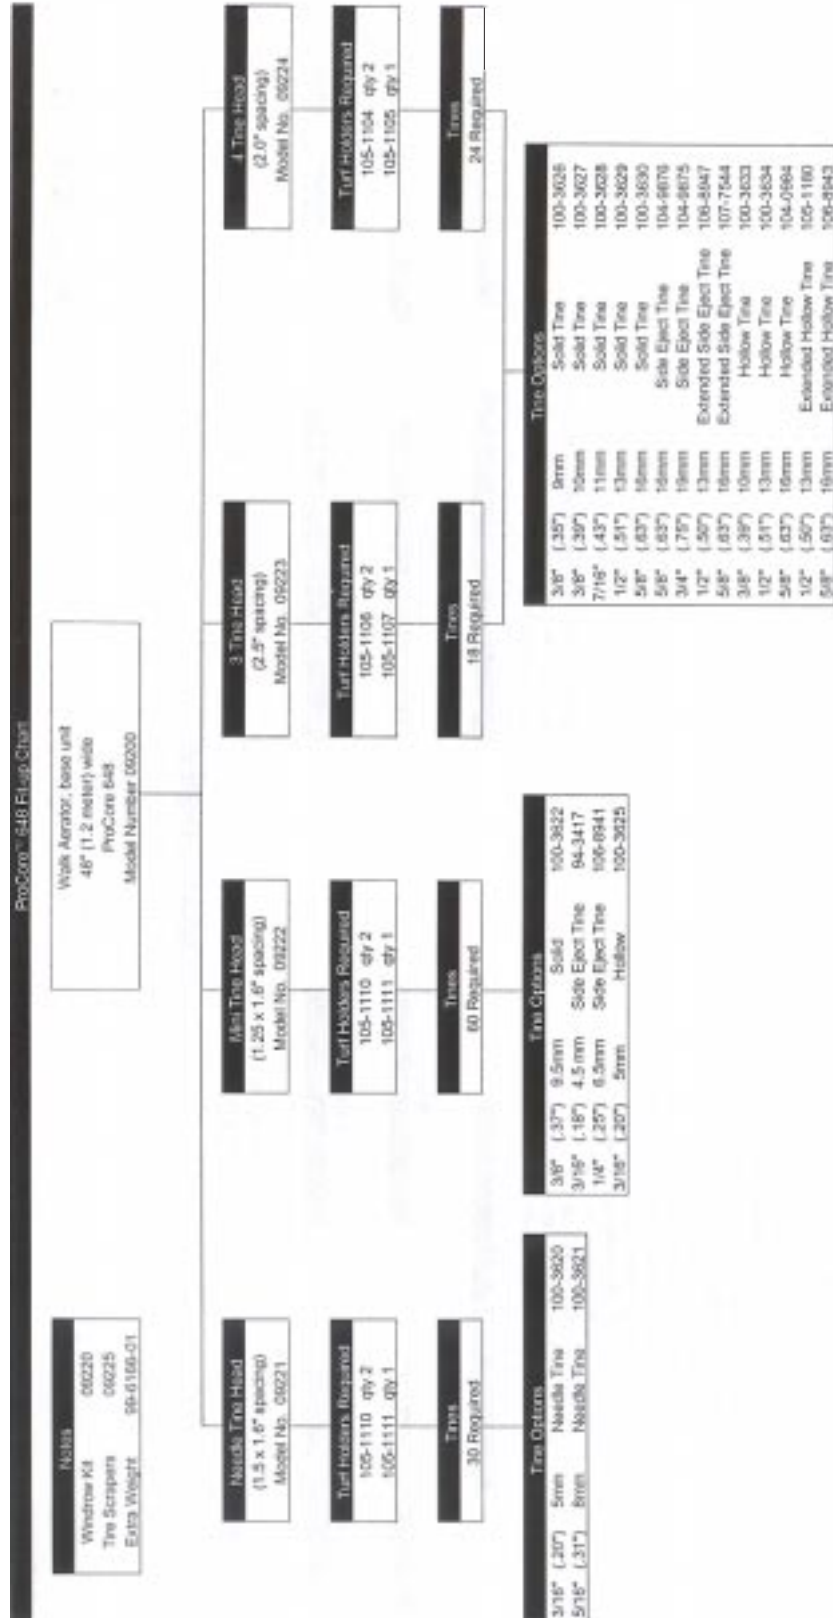 ProCore™ 648 Fit-up Chart
Notes
Windrow Kit 09220
Tire Scrapers 09225
Extra Weight 99-6166-01
Walk Aerator, base unit
48" (1.2 meter) wide
ProCore 648
Model Number 09200
Needle Tine Head
(1.5 x 1.6" spacing)
Model No. 09221
Turf Holders Required
105-1110 qty 2
105-1111 qty 1
Tines
30 Required
Tine Options
3/16" (.20") 5mm Needle Tine 100-3620
5/16" (.31") 8mm Needle Tine 100-3621
Mini Tine Head
(1.25 x 1.6" spacing)
Model No. 09222
Turf Holders Required
105-1110 qty 2
105-1111 qty 1
Tines
60 Required
Tine Options
3/8" (.37") 9.5mm Solid 100-3622
3/16" (.18") 4.5 mm Side Eject Tine 94-3417
1/4" (.25") 6.5mm Side Eject Tine 106-8941
3/16" (.20") 5mm Hollow 100-3625
3 Tine Head
(2.5" spacing)
Model No. 09223
Turf Holders Required
105-1106 qty 2
105-1107 qty 1
Tines
18 Required
4 Tine Head
(2.0" spacing)
Model No. 09224
Turf Holders Required
105-1104 qty 2
105-1105 qty 1
Tines
24 Required
Tine Options
3/8" (.35") 9mm Solid Tine 100-3626
3/8" (.39") 10mm Solid Tine 100-3627
7/16" (.43") 11mm Solid Tine 100-3628
1/2" (.51") 13mm Solid Tine 100-3629
5/8" (.63") 16mm Solid Tine 100-3630
5/8" (.63") 16mm Side Eject Tine 104-9876
3/4" (.75") 19mm Side Eject Tine 104-9875
1/2" (.50") 13mm Extended Side Eject Tine 106-8947
5/8" (.63") 16mm Extended Side Eject Tine 107-7544
3/8" (.39") 10mm Hollow Tine 100-3633
1/2" (.51") 13mm Hollow Tine 100-3634
5/8" (.63") 16mm Hollow Tine 104-0984
1/2" (.50") 13mm Extended Hollow Tine 105-1180
5/8" (.63") 16mm Extended Hollow Tine 106-8943